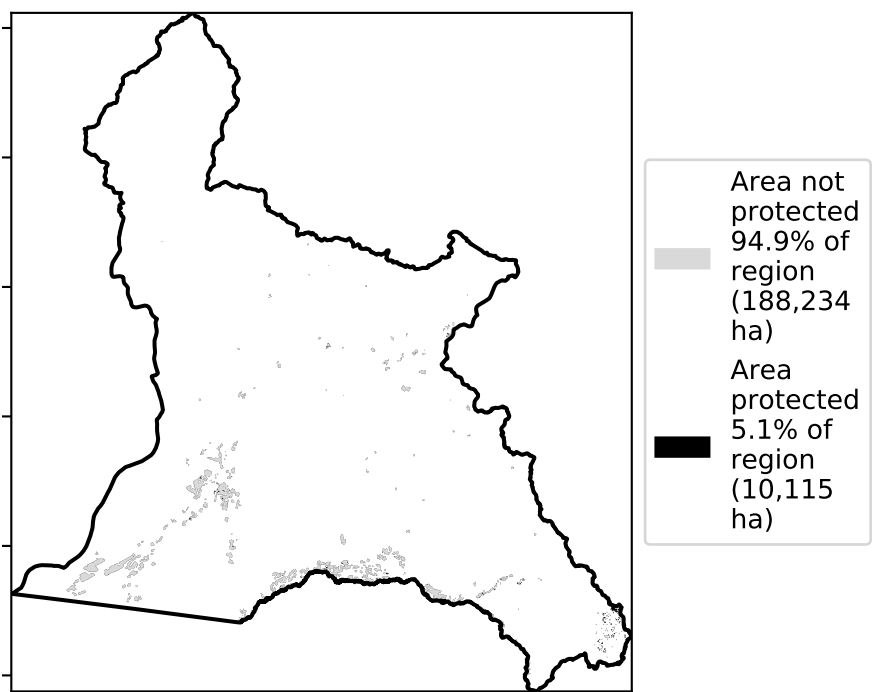 Area not
protected
94.9% of
region
(188,234
ha)
Area
protected
5.1% of
region
(10,115
ha)